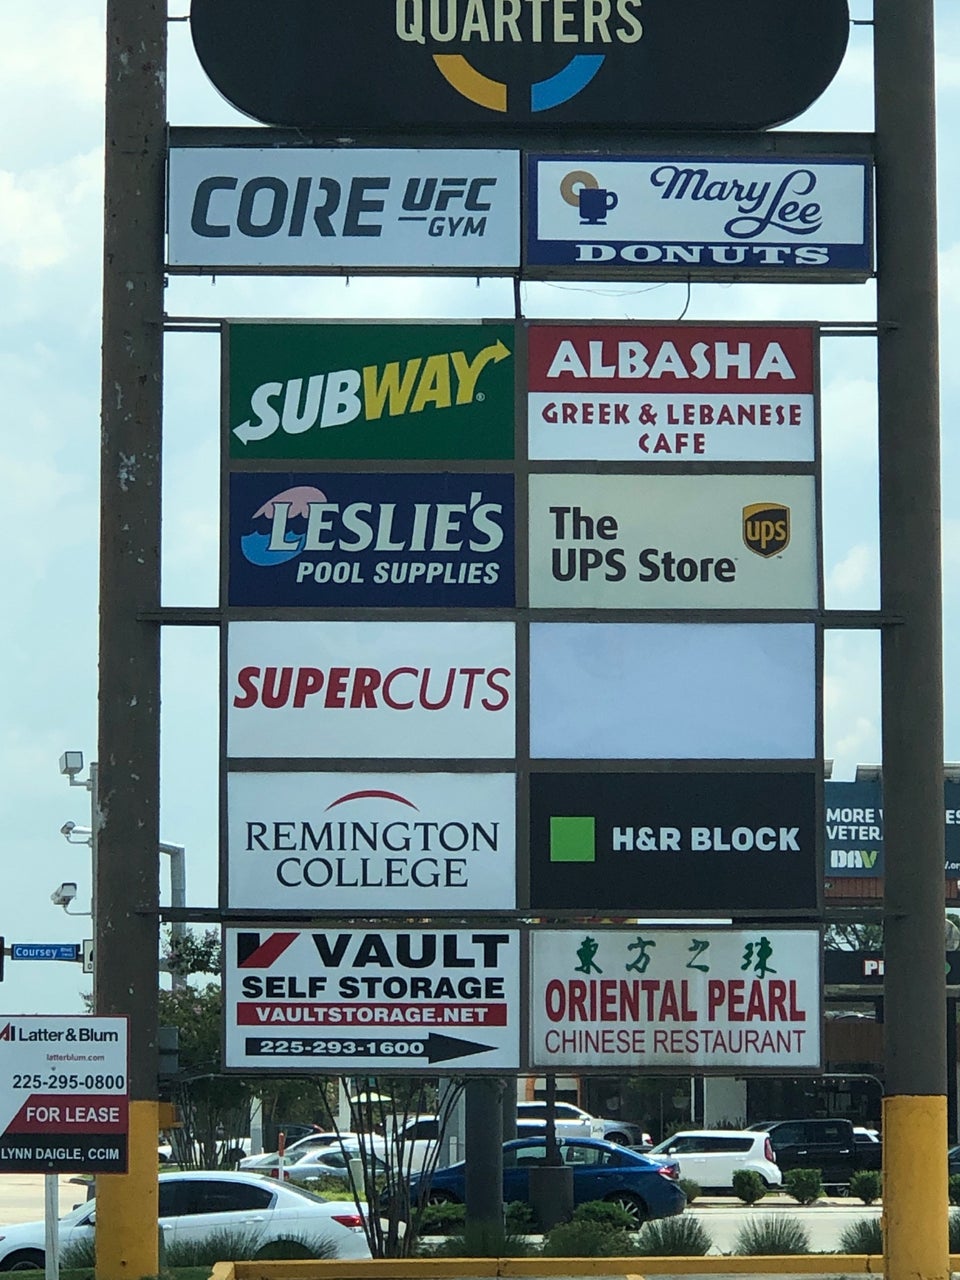 QUARTERS
CORE UFC GYM
Mary Lee
DONUTS
SUBWAY
ALBASHA
GREEK & LEBANESE
CAFE
LESLIE'S
POOL SUPPLIES
The
UPS Store
ups
SUPERCUTS
REMINGTON
COLLEGE
H&R BLOCK
MORE
VETER
DAV
VAULT
SELF STORAGE
VAULTSTORAGE.NET
225-293-1600
東方之珠
ORIENTAL PEARL
CHINESE RESTAURANT
Coursey Blvd
Latter & Blum
latterblum.com
225-295-0800
FOR LEASE
LYNN DAIGLE, CCIM